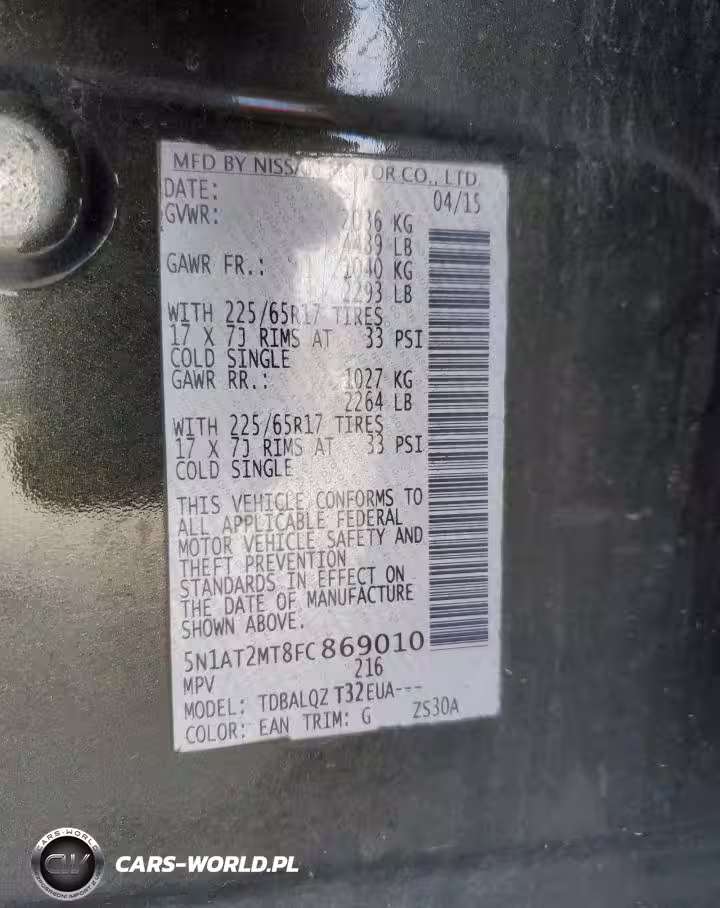 MFD BY NISSAN MOTOR CO., LTD
DATE: 04/15
GVWR: 2036 KG
4489 LB
GAWR FR.: 1040 KG
2293 LB
WITH 225/65R17 TIRES
17 X 7J RIMS AT 33 PSI
COLD SINGLE
GAWR RR.: 1027 KG
2264 LB
WITH 225/65R17 TIRES
17 X 7J RIMS AT 33 PSI
COLD SINGLE
THIS VEHICLE CONFORMS TO
ALL APPLICABLE FEDERAL
MOTOR VEHICLE SAFETY AND
THEFT PREVENTION
STANDARDS IN EFFECT ON
THE DATE OF MANUFACTURE
SHOWN ABOVE.
5N1AT2MT8FC869010
MPV 216
MODEL: TDBALQZ T32EUA---
COLOR: EAN TRIM: G ZS30A
CARS-WORLD
CW
CARS-WORLD.PL